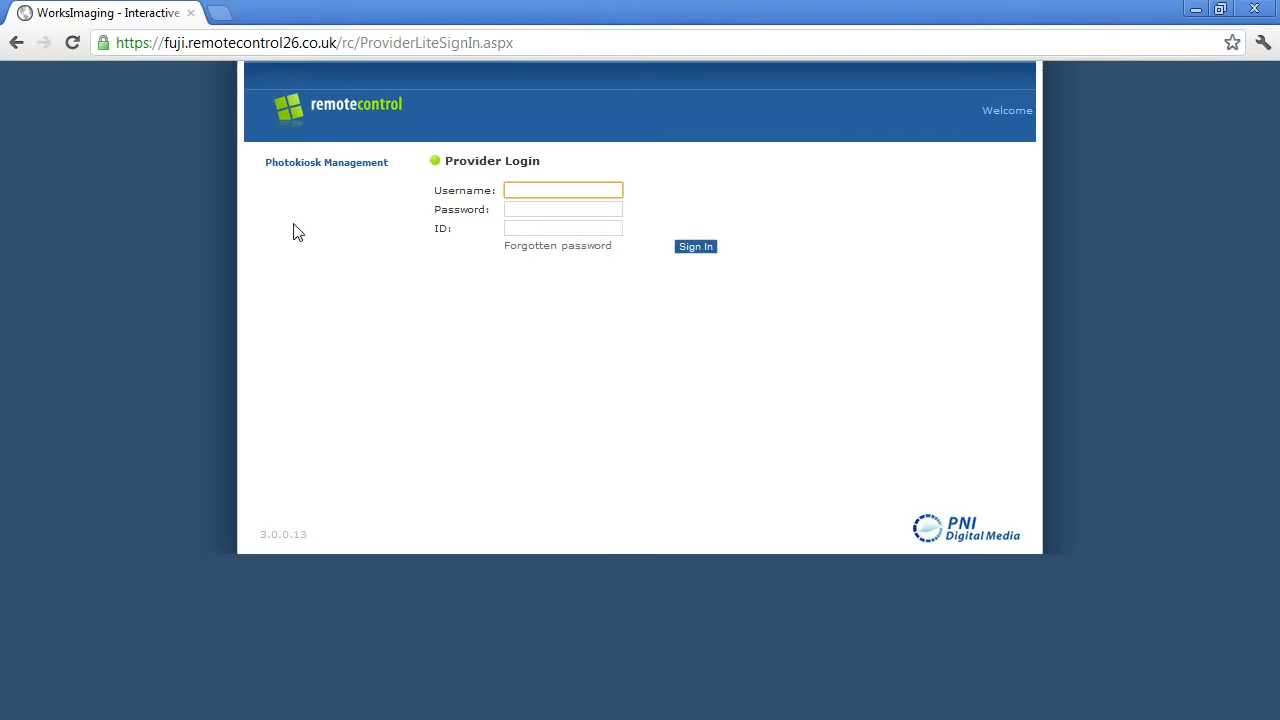 WorksImaging - Interactive
https://fuji.remotecontrol26.co.uk/rc/ProviderLiteSignIn.aspx
remotecontrol
Welcome
Photokiosk Management
Provider Login
Username:
Password:
ID:
Forgotten password
Sign In
3.0.0.13
PNI
Digital Media